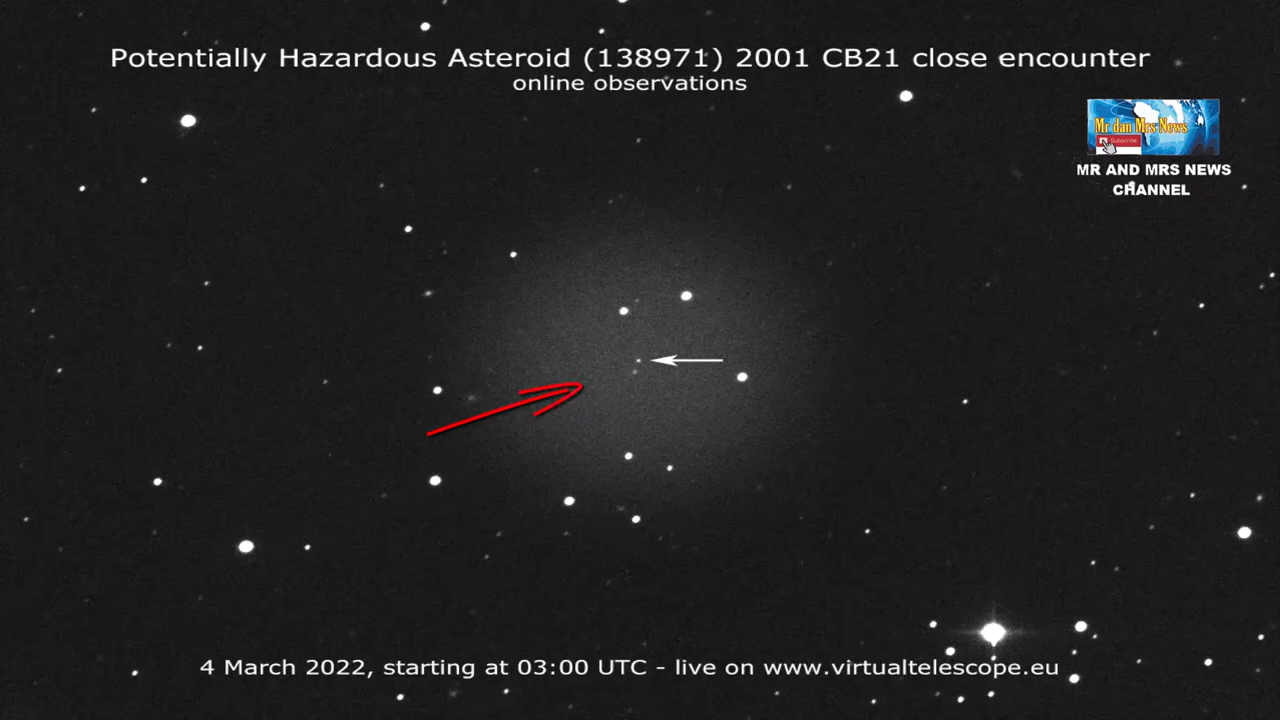 Potentially Hazardous Asteroid (138971) 2001 CB21 close encounter
online observations
Mr dan Mrs News
Subscribe
MR AND MRS NEWS
CHANNEL
4 March 2022, starting at 03:00 UTC - live on www.virtualtelescope.eu